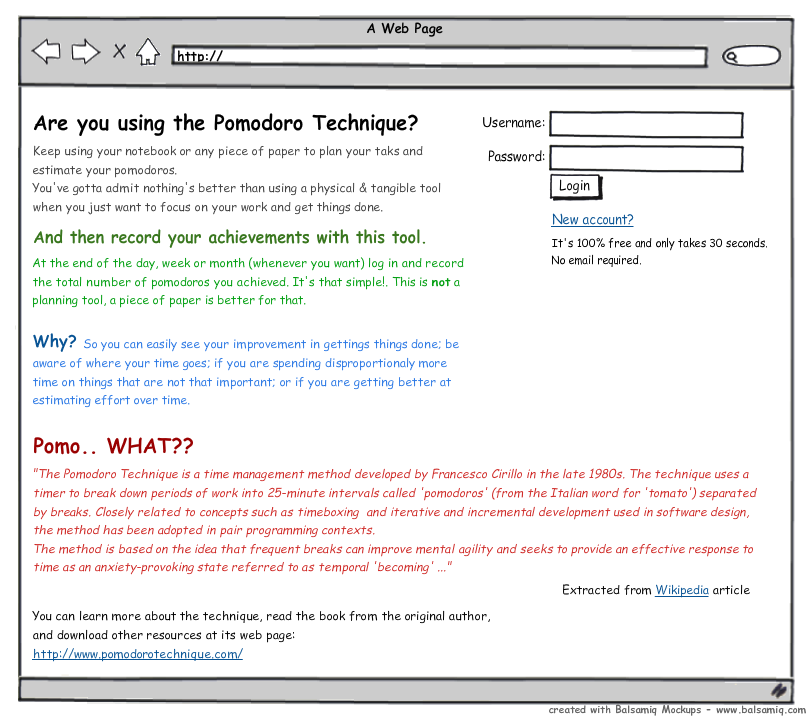 A Web Page
http://
Are you using the Pomodoro Technique?
Keep using your notebook or any piece of paper to plan your taks and
estimate your pomodoros.
You've gotta admit nothing's better than using a physical & tangible tool
when you just want to focus on your work and get things done.
And then record your achievements with this tool.
At the end of the day, week or month (whenever you want) log in and record
the total number of pomodoros you achieved. It's that simple!. This is not a
planning tool, a piece of paper is better for that.
Why? So you can easily see your improvement in gettings things done; be
aware of where your time goes; if you are spending disproportionaly more
time on things that are not that important; or if you are getting better at
estimating effort over time.
Username:
Password:
Login
New account?
It's 100% free and only takes 30 seconds.
No email required.
Pomo.. WHAT??
"The Pomodoro Technique is a time management method developed by Francesco Cirillo in the late 1980s. The technique uses a
timer to break down periods of work into 25-minute intervals called 'pomodoros' (from the Italian word for 'tomato') separated
by breaks. Closely related to concepts such as timeboxing and iterative and incremental development used in software design,
the method has been adopted in pair programming contexts.
The method is based on the idea that frequent breaks can improve mental agility and seeks to provide an effective response to
time as an anxiety-provoking state referred to as temporal 'becoming' ..."
Extracted from Wikipedia article
You can learn more about the technique, read the book from the original author,
and download other resources at its web page:
http://www.pomodorotechnique.com/
created with Balsamiq Mockups - www.balsamiq.com